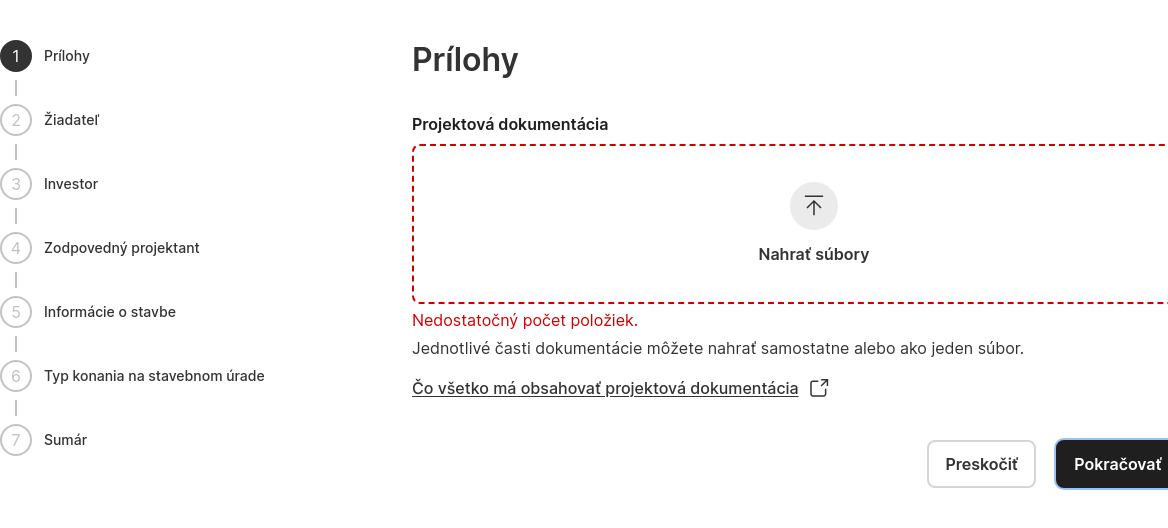 1 Prílohy
2 Žiadateľ
3 Investor
4 Zodpovedný projektant
5 Informácie o stavbe
6 Typ konania na stavebnom úrade
7 Sumár
Prílohy
Projektová dokumentácia
Nahrať súbory
Nedostatočný počet položiek.
Jednotlivé časti dokumentácie môžete nahrať samostatne alebo ako jeden súbor.
Čo všetko má obsahovať projektová dokumentácia
Preskočiť
Pokračovať